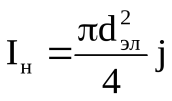 Iн = πd²эл/4 j